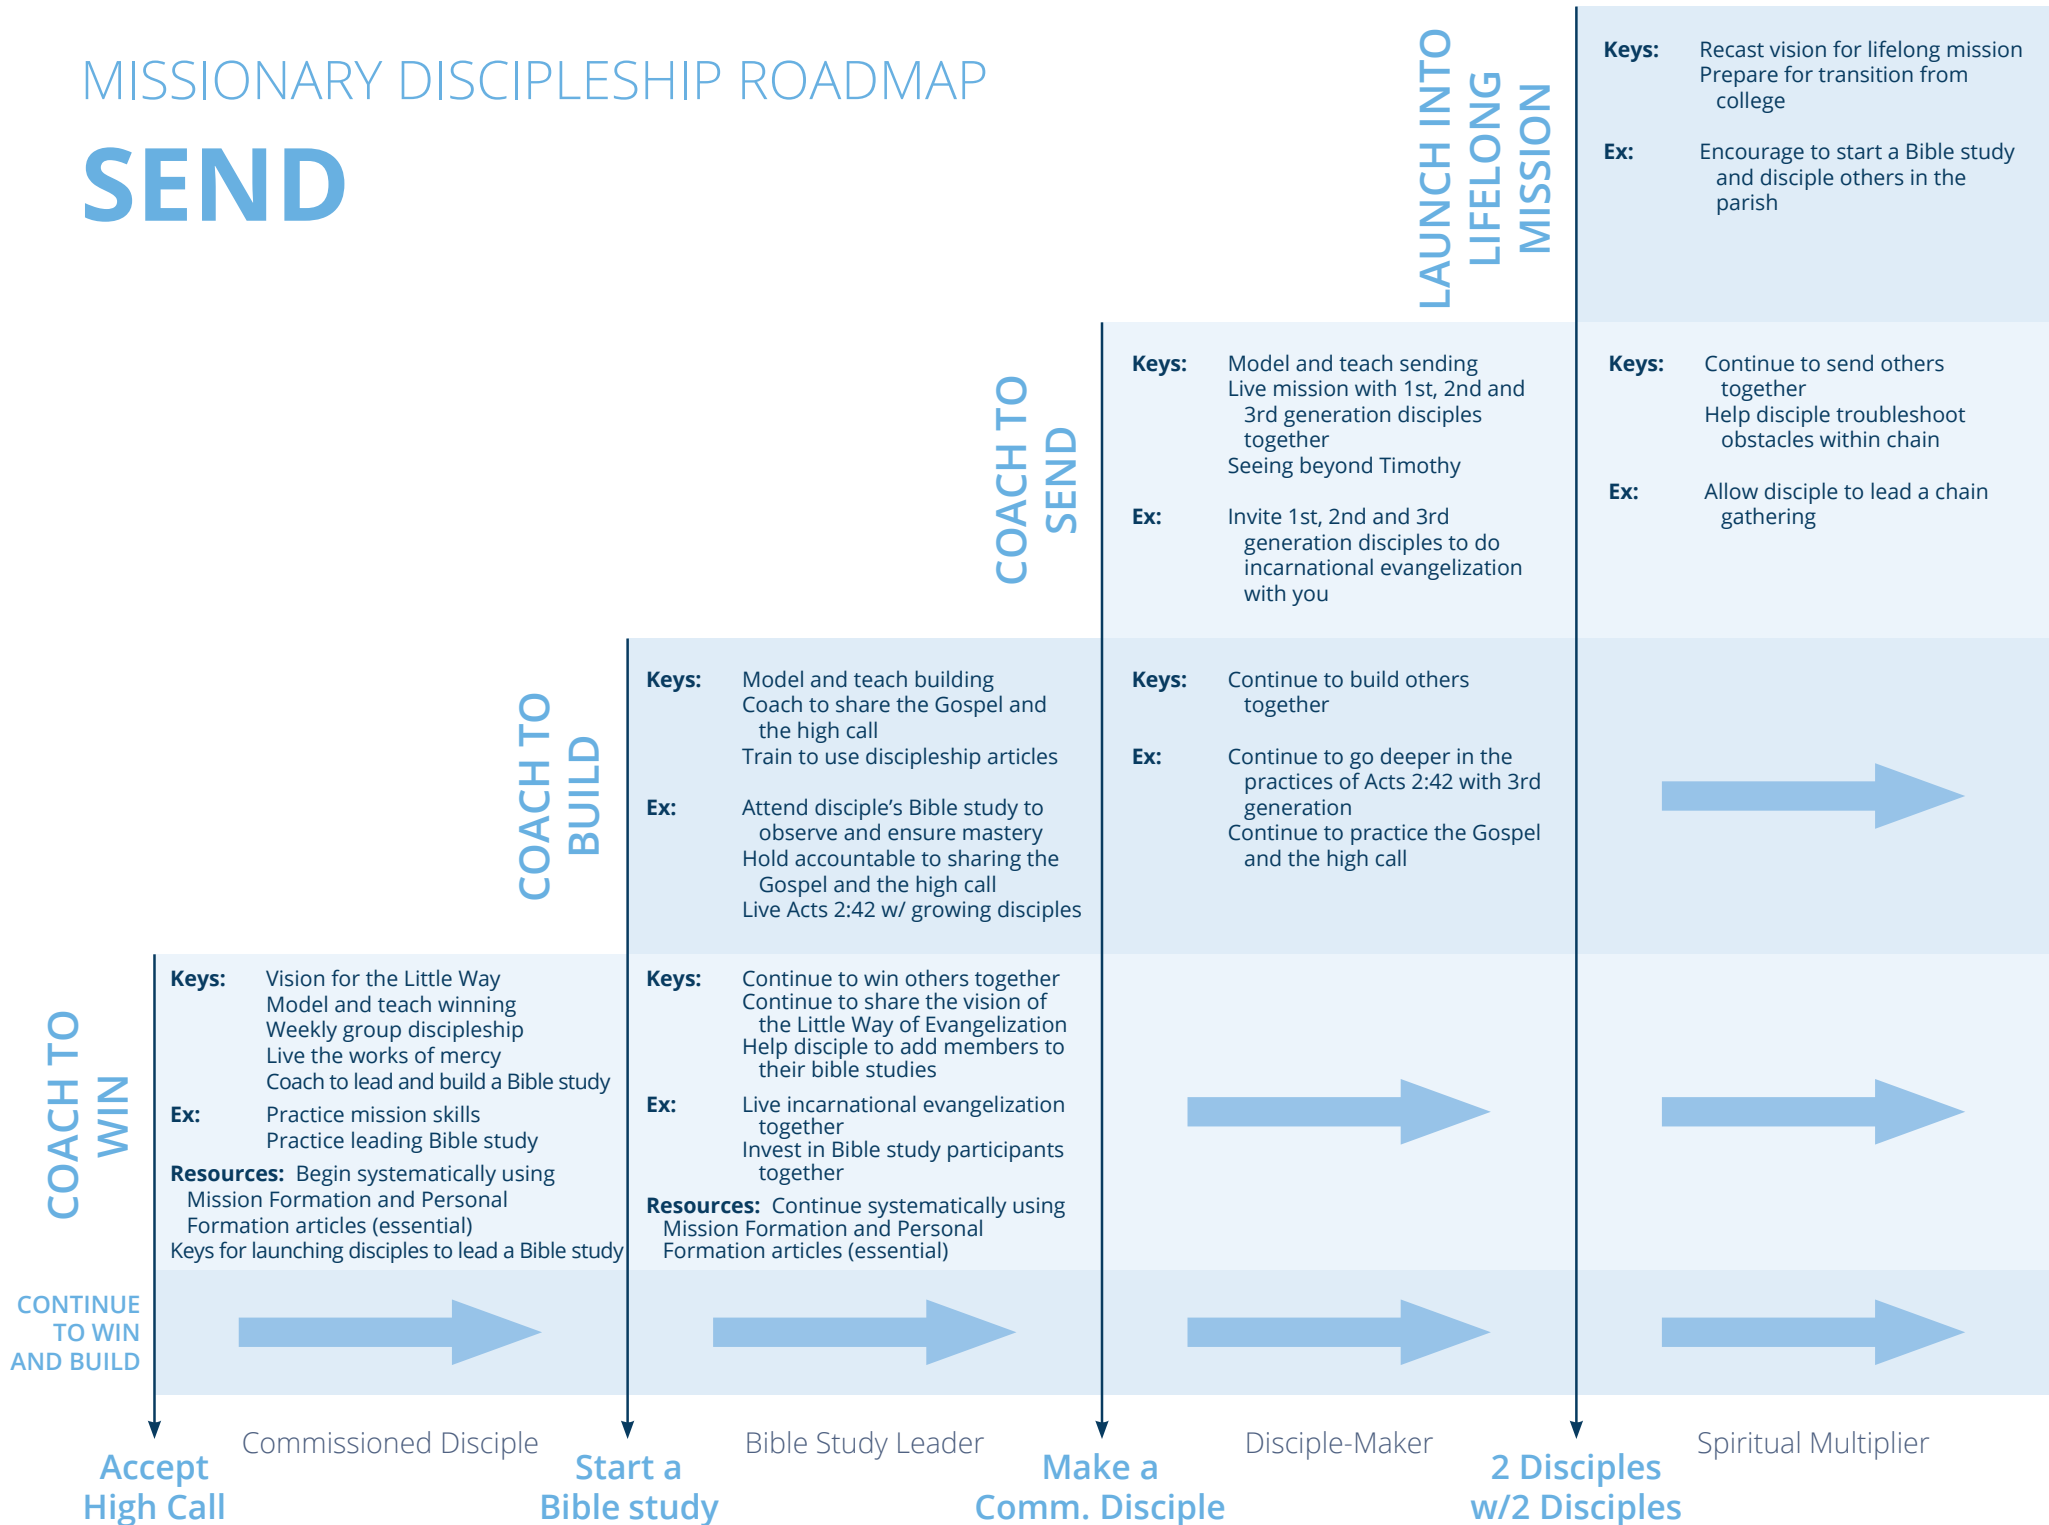 MISSIONARY DISCIPLESHIP ROADMAP
SEND
LAUNCH INTO
LIFELONG
MISSION
Keys: Recast vision for lifelong mission
Prepare for transition from
college
Ex: Encourage to start a Bible study
and disciple others in the
parish
COACH TO
SEND
Keys: Model and teach sending
Live mission with 1st, 2nd and
3rd generation disciples
together
Seeing beyond Timothy
Ex: Invite 1st, 2nd and 3rd
generation disciples to do
incarnational evangelization
with you
Keys: Continue to send others
together
Help disciple troubleshoot
obstacles within chain
Ex: Allow disciple to lead a chain
gathering
COACH TO
BUILD
Keys: Model and teach building
Coach to share the Gospel and
the high call
Train to use discipleship articles
Ex: Attend disciple’s Bible study to
observe and ensure mastery
Hold accountable to sharing the
Gospel and the high call
Live Acts 2:42 w/ growing disciples
Keys: Continue to build others
together
Ex: Continue to go deeper in the
practices of Acts 2:42 with 3rd
generation
Continue to practice the Gospel
and the high call
COACH TO
WIN
Keys: Vision for the Little Way
Model and teach winning
Weekly group discipleship
Live the works of mercy
Coach to lead and build a Bible study
Ex: Practice mission skills
Practice leading Bible study
Resources: Begin systematically using
Mission Formation and Personal
Formation articles (essential)
Keys for launching disciples to lead a Bible study
Keys: Continue to win others together
Continue to share the vision of
the Little Way of Evangelization
Help disciple to add members to
their bible studies
Ex: Live incarnational evangelization
together
Invest in Bible study participants
together
Resources: Continue systematically using
Mission Formation and Personal
Formation articles (essential)
CONTINUE
TO WIN
AND BUILD
Commissioned Disciple
Bible Study Leader
Disciple-Maker
Spiritual Multiplier
Accept
High Call
Start a
Bible study
Make a
Comm. Disciple
2 Disciples
w/2 Disciples